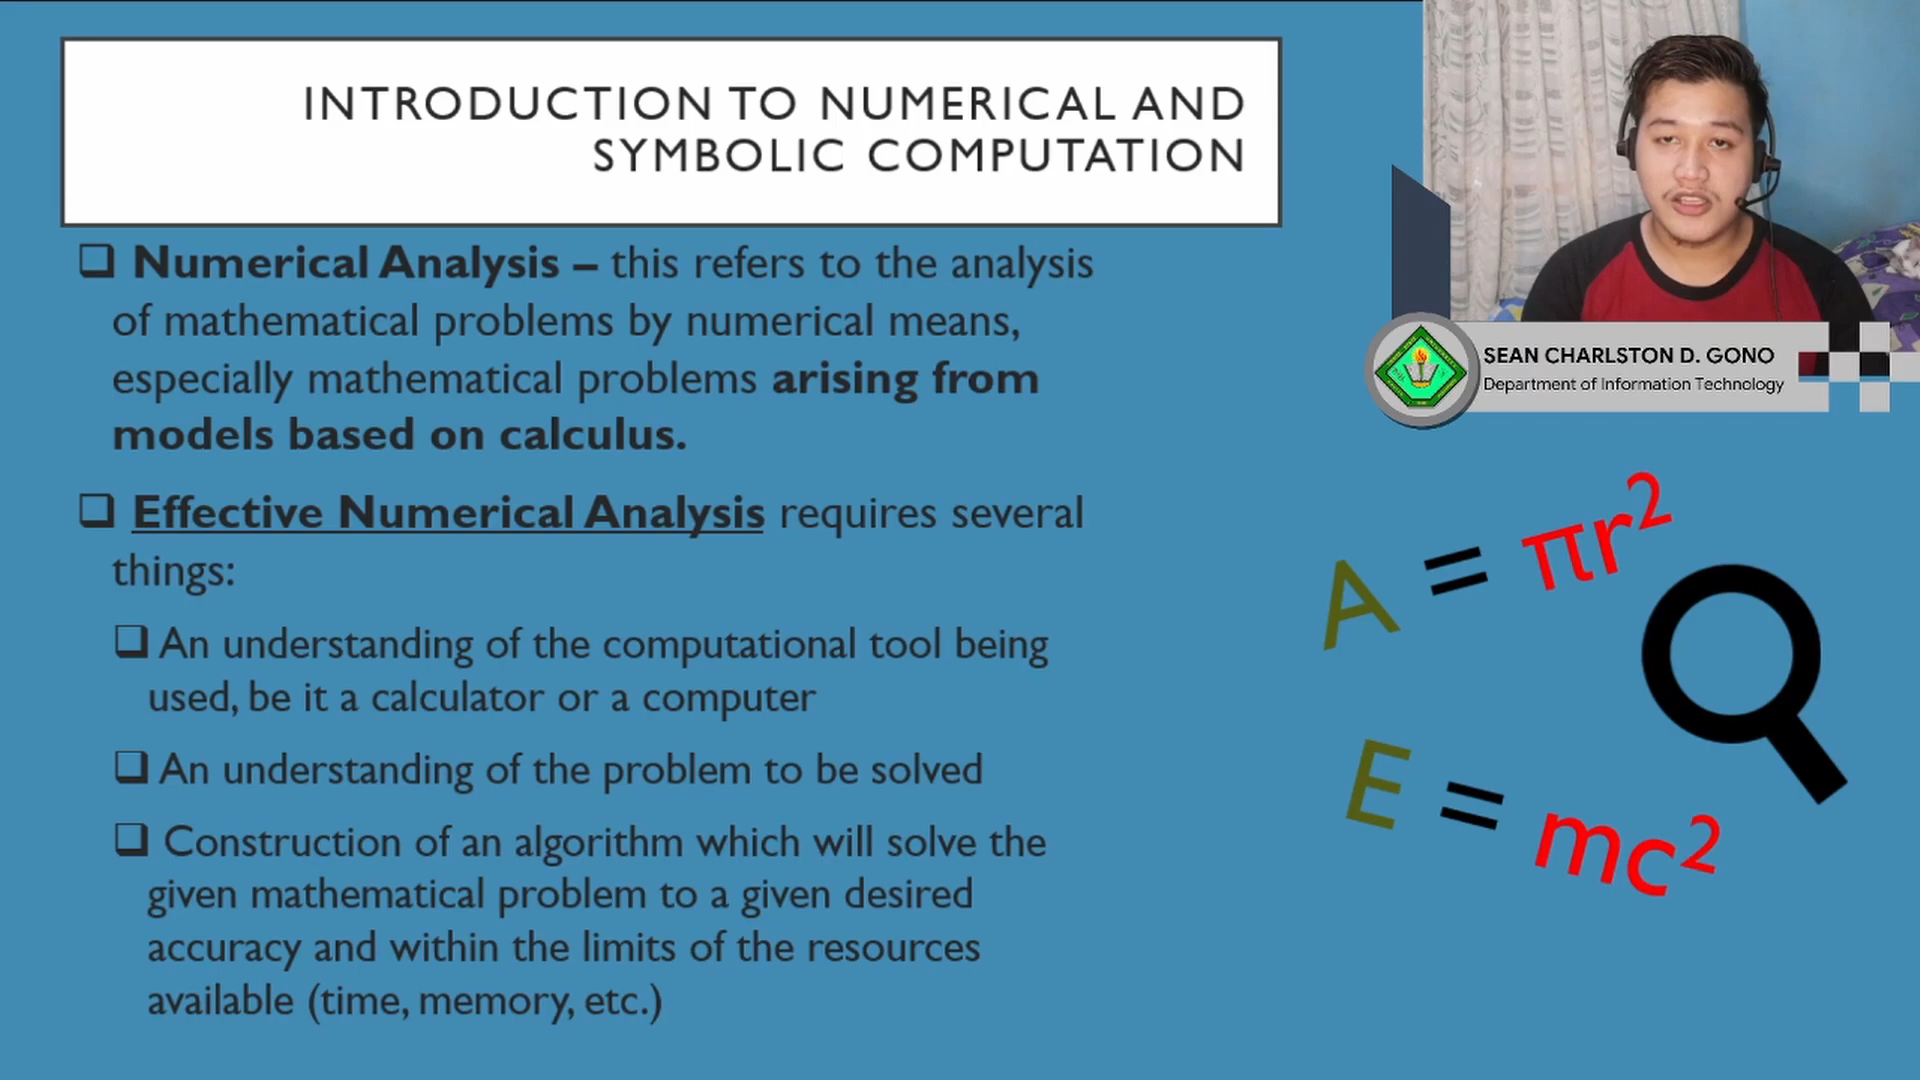 INTRODUCTION TO NUMERICAL AND
SYMBOLIC COMPUTATION
❑ Numerical Analysis – this refers to the analysis
of mathematical problems by numerical means,
especially mathematical problems arising from
models based on calculus.
❑ Effective Numerical Analysis requires several
things:
❑ An understanding of the computational tool being
used, be it a calculator or a computer
❑ An understanding of the problem to be solved
❑ Construction of an algorithm which will solve the
given mathematical problem to a given desired
accuracy and within the limits of the resources
available (time, memory, etc.)
SEAN CHARLSTON D. GONO
Department of Information Technology
A = πr²
E = mc²